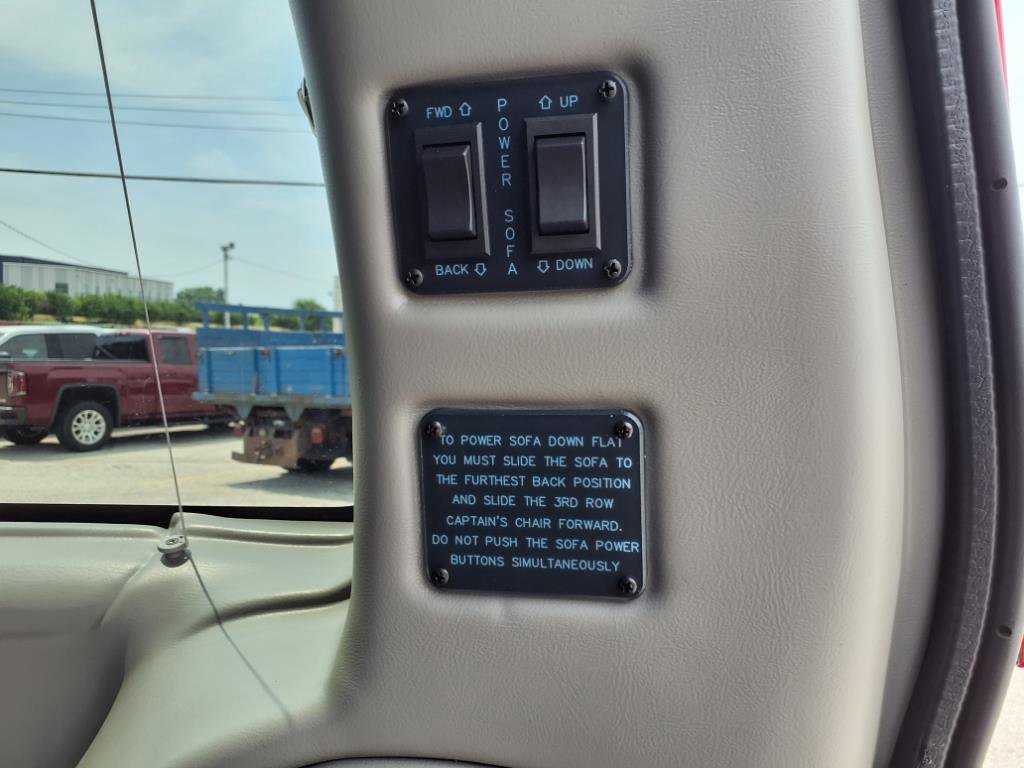 FWD ⇧
POWER SOFA
⇧ UP
BACK ⇩
⇩ DOWN
TO POWER SOFA DOWN FLAT
YOU MUST SLIDE THE SOFA TO
THE FURTHEST BACK POSITION
AND SLIDE THE 3RD ROW
CAPTAIN'S CHAIR FORWARD.
DO NOT PUSH THE SOFA POWER
BUTTONS SIMULTANEOUSLY